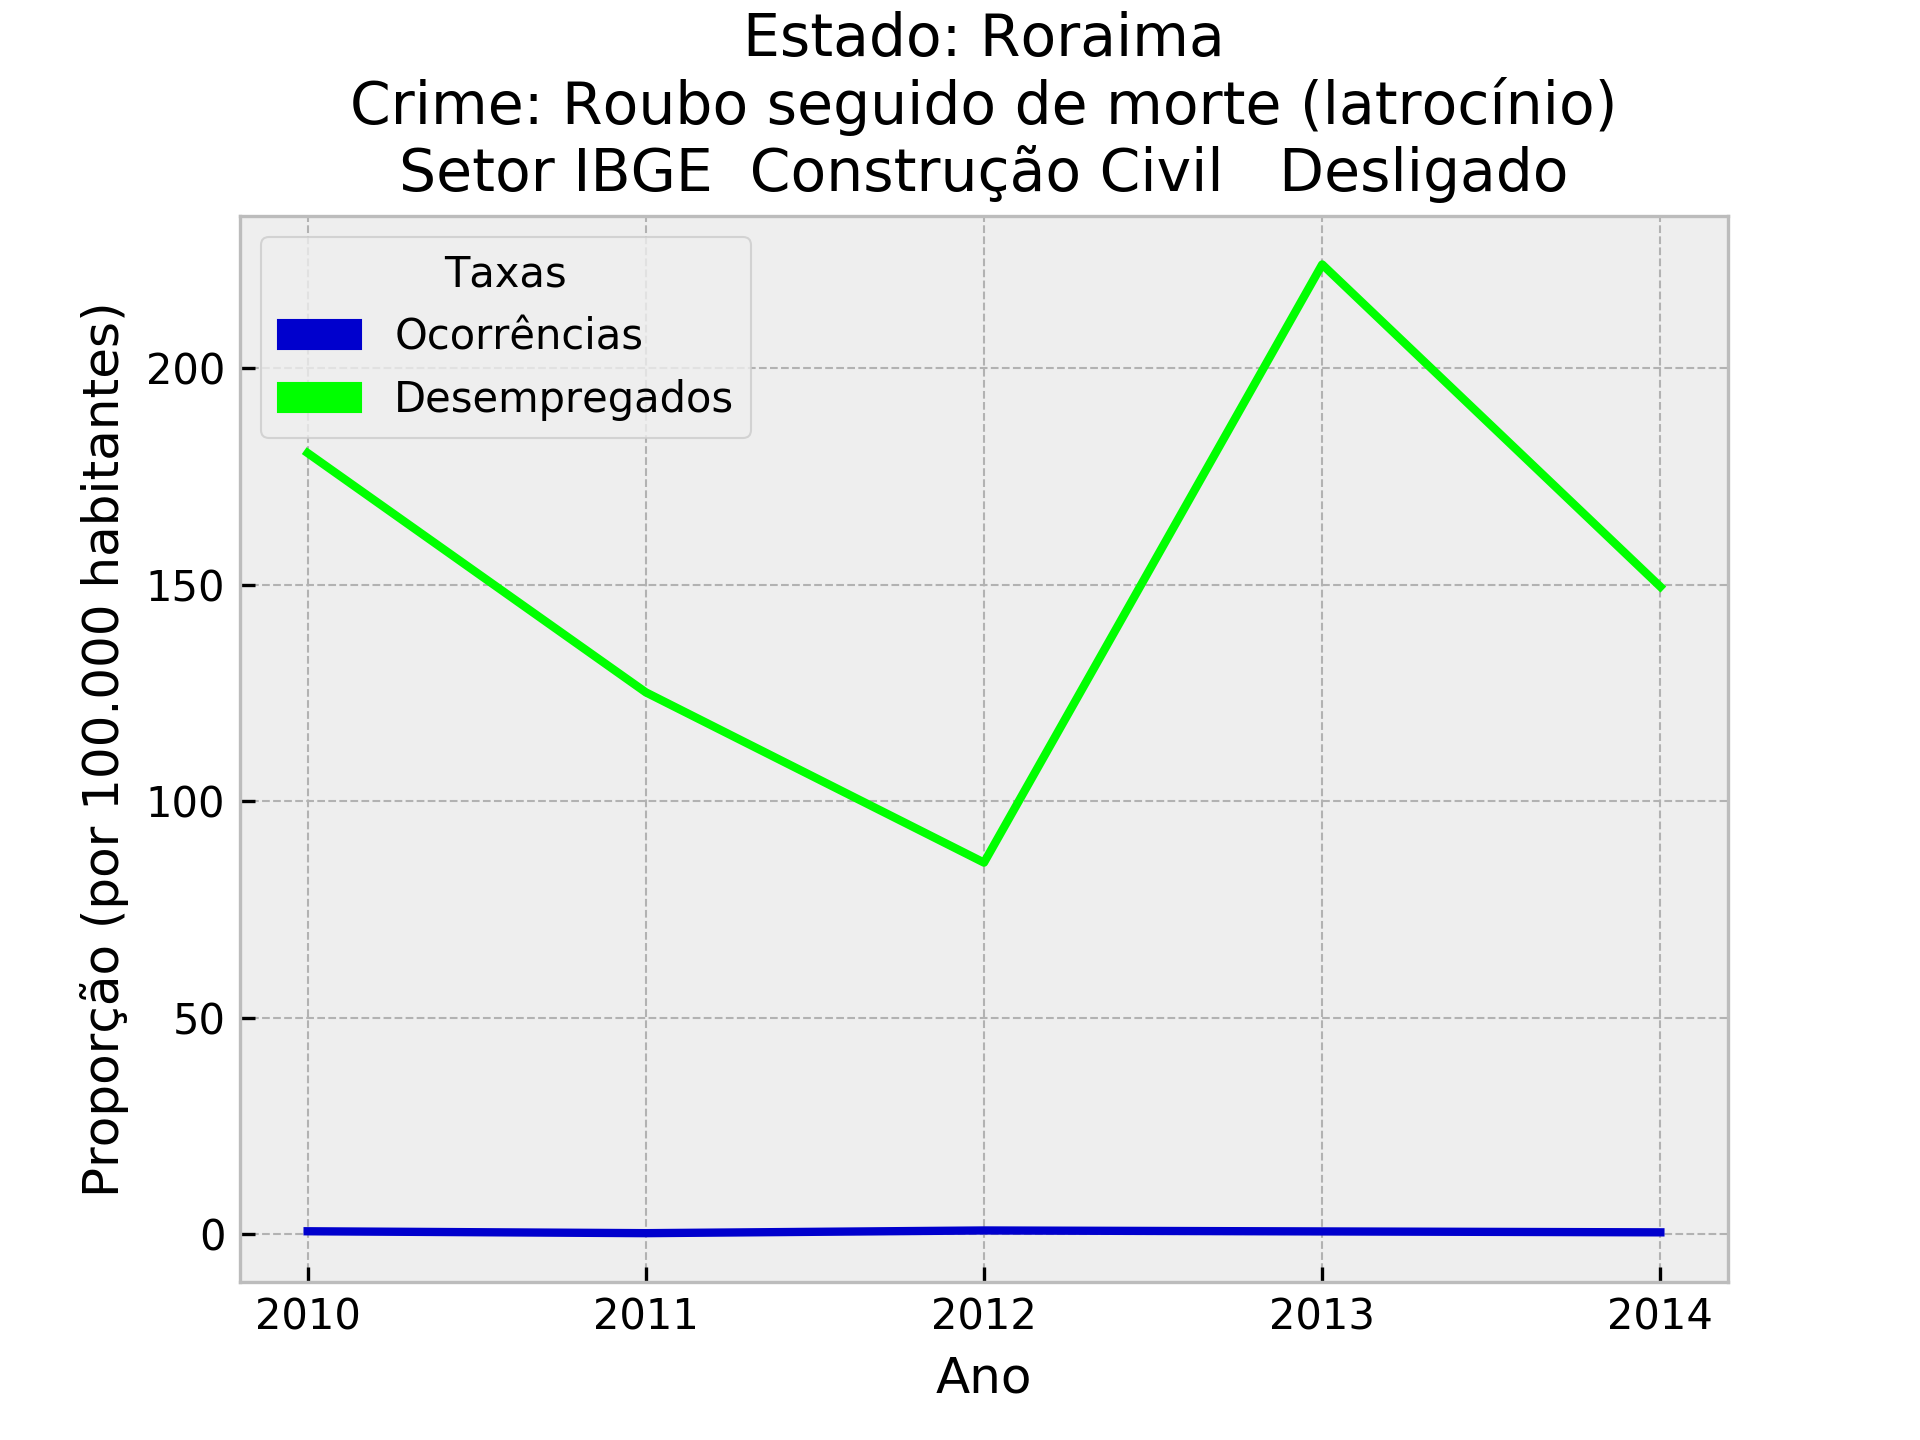 Estado: Roraima
Crime: Roubo seguido de morte (latrocínio)
Setor IBGE  Construção Civil   Desligado
Taxas
Ocorrências
Desempregados
Proporção (por 100.000 habitantes)
200
150
100
50
0
2010 2011 2012 2013 2014
Ano